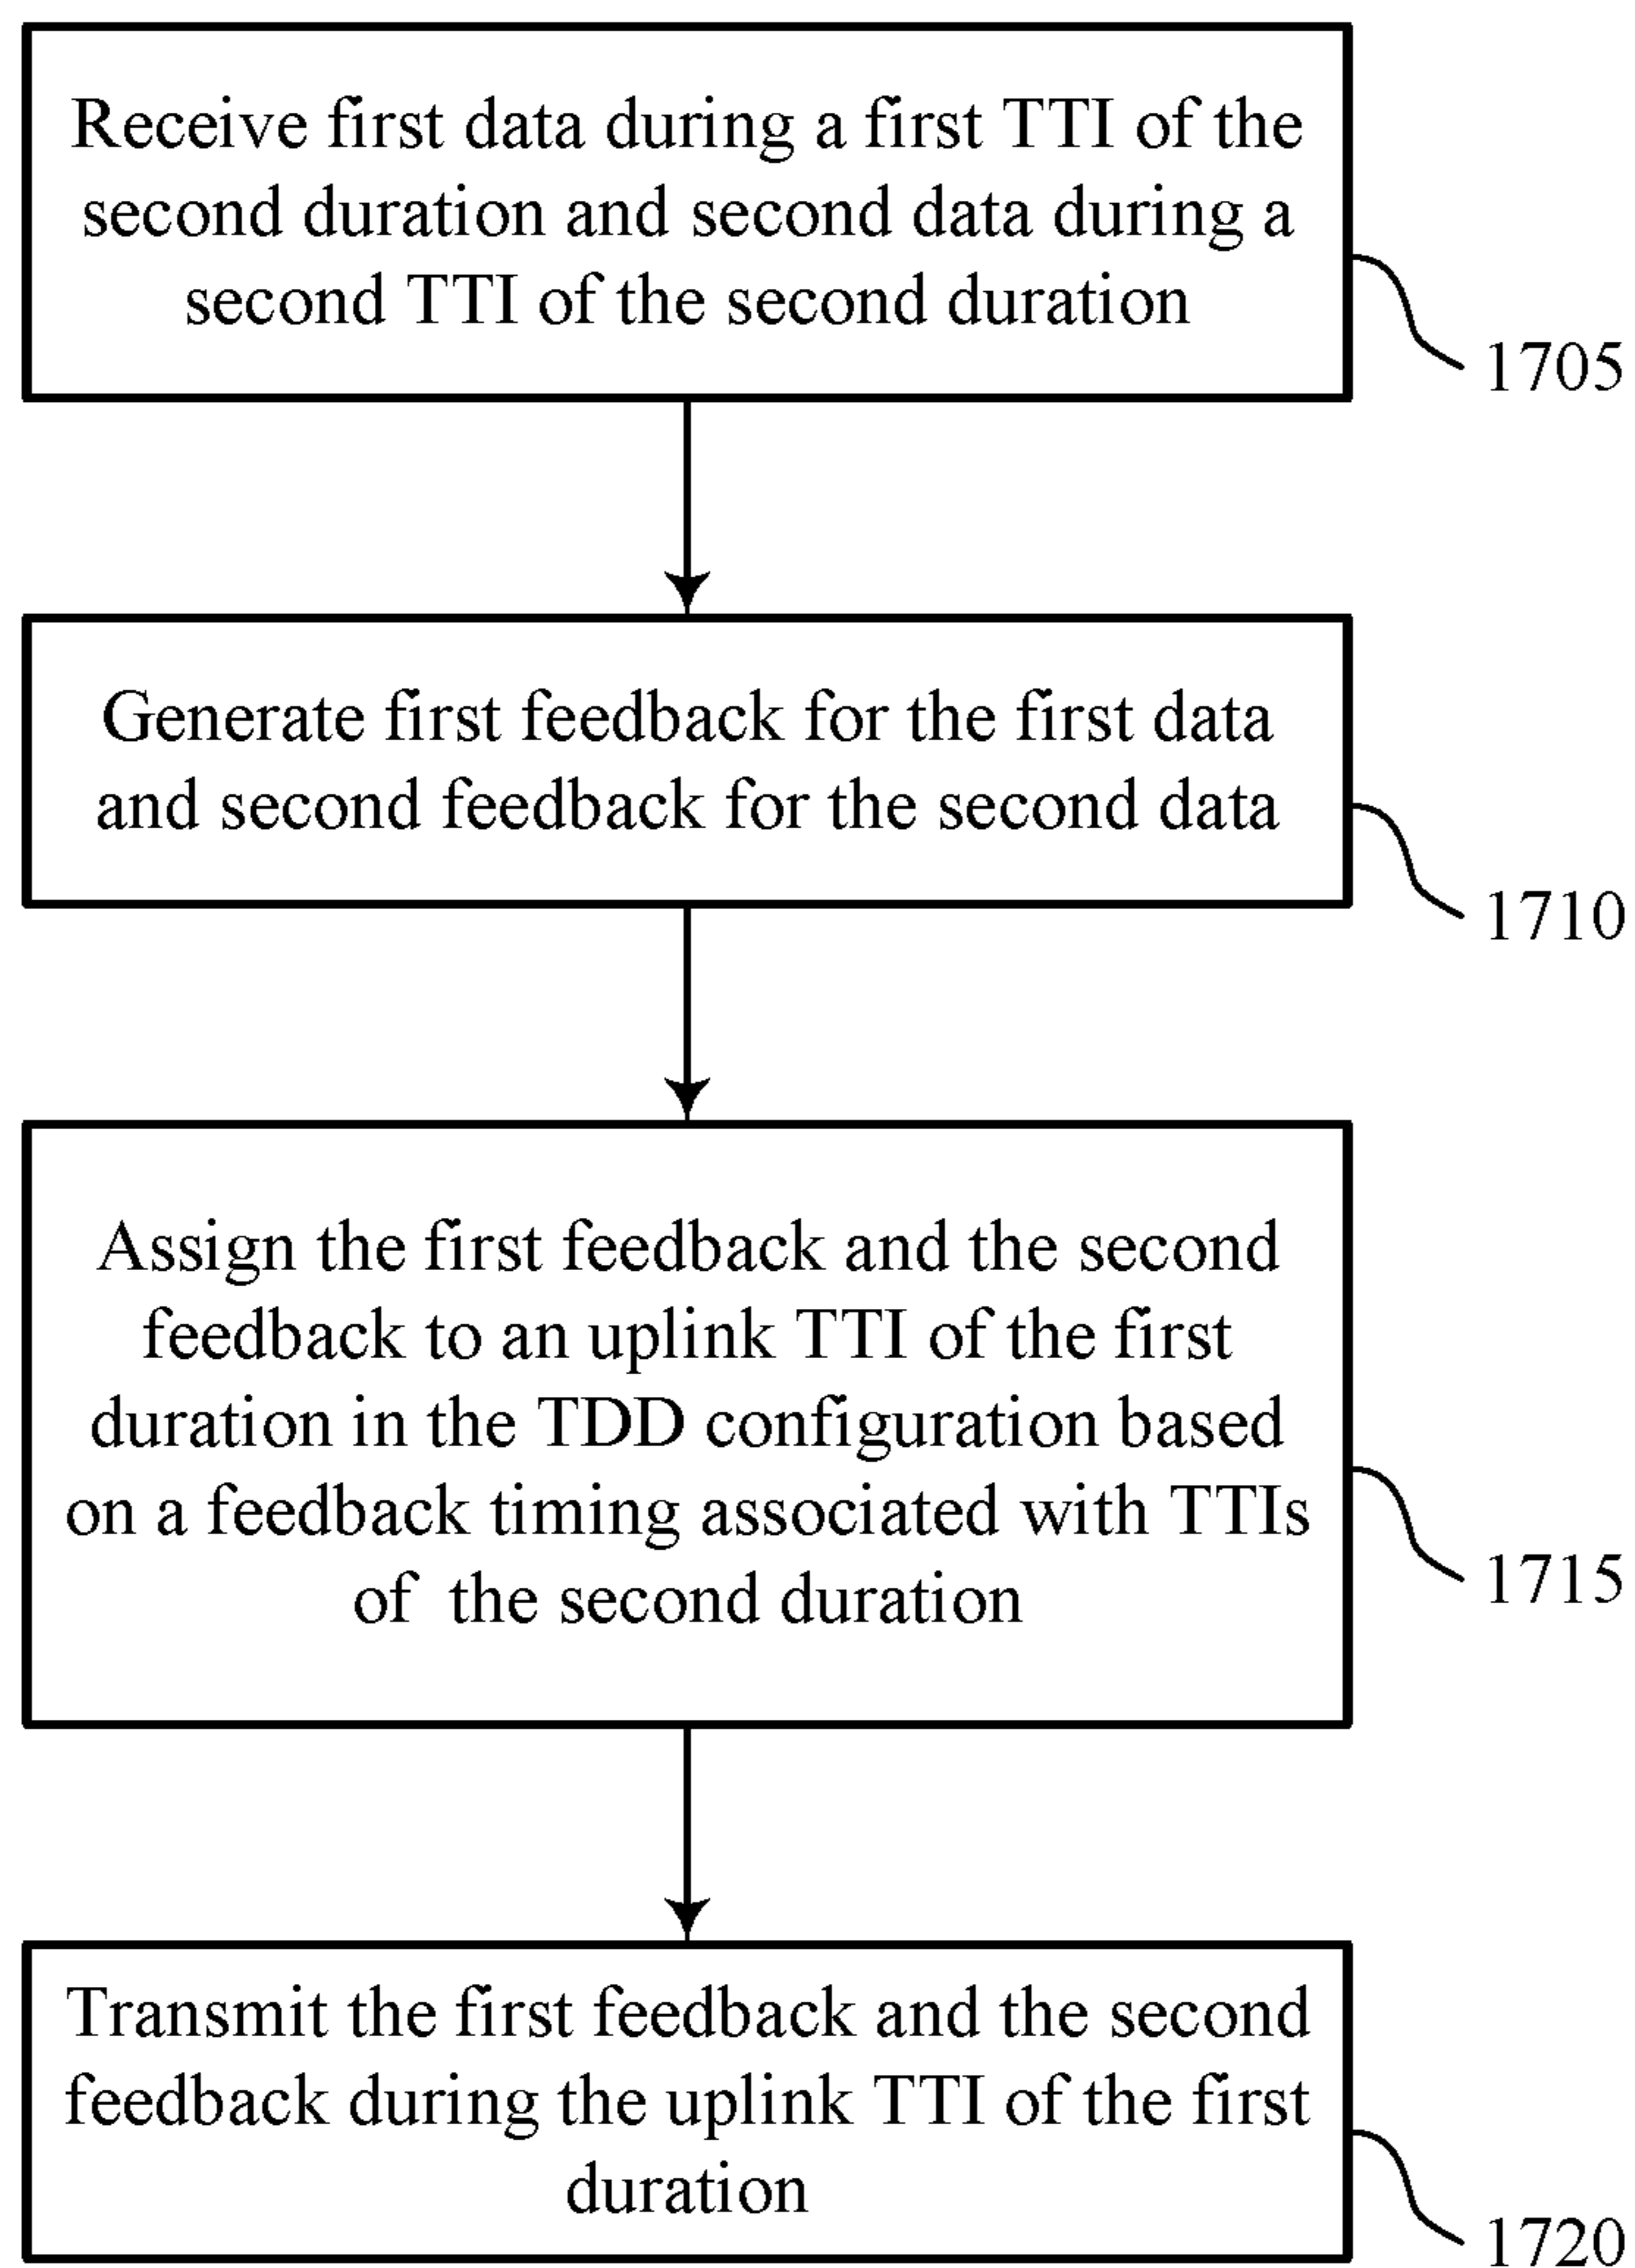 Receive first data during a first TTI of the
second duration and second data during a
second TTI of the second duration
1705
Generate first feedback for the first data
and second feedback for the second data
1710
Assign the first feedback and the second
feedback to an uplink TTI of the first
duration in the TDD configuration based
on a feedback timing associated with TTIs
of the second duration
1715
Transmit the first feedback and the second
feedback during the uplink TTI of the first
duration
1720